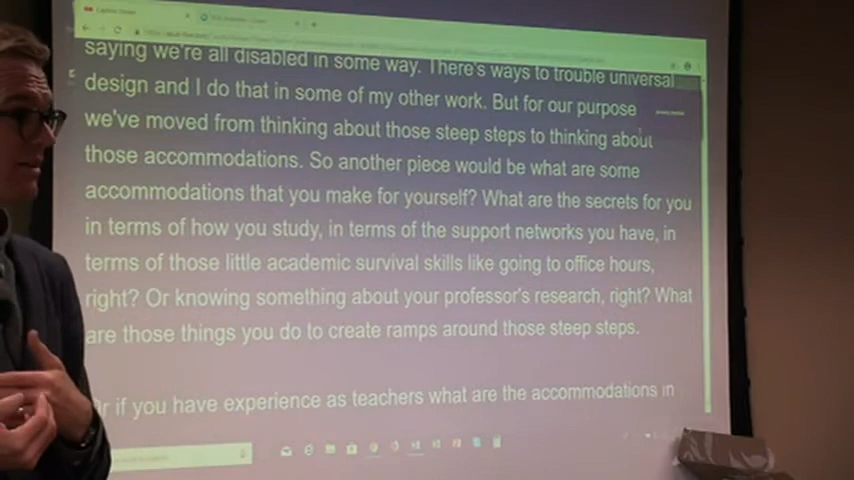 saying we're all disabled in some way. There's ways to trouble universal
design and I do that in some of my other work. But for our purpose
we've moved from thinking about those steep steps to thinking about
those accommodations. So another piece would be what are some
accommodations that you make for yourself? What are the secrets for you
in terms of how you study, in terms of the support networks you have, in
terms of those little academic survival skills like going to office hours,
right? Or knowing something about your professor's research, right? What
are those things you do to create ramps around those steep steps.
Or if you have experience as teachers what are the accommodations in